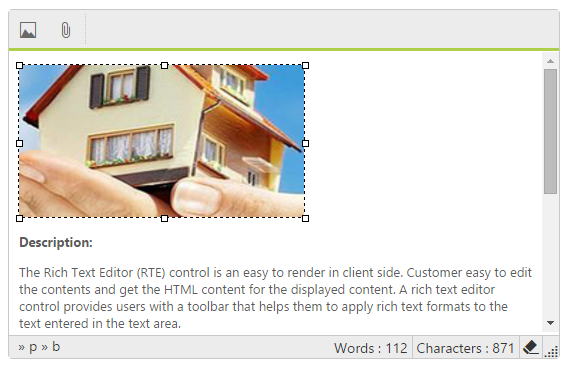 Description:
The Rich Text Editor (RTE) control is an easy to render in client side. Customer easy to edit
the contents and get the HTML content for the displayed content. A rich text editor
control provides users with a toolbar that helps them to apply rich text formats to the
text entered in the text area.
» p » b Words : 112 Characters : 871